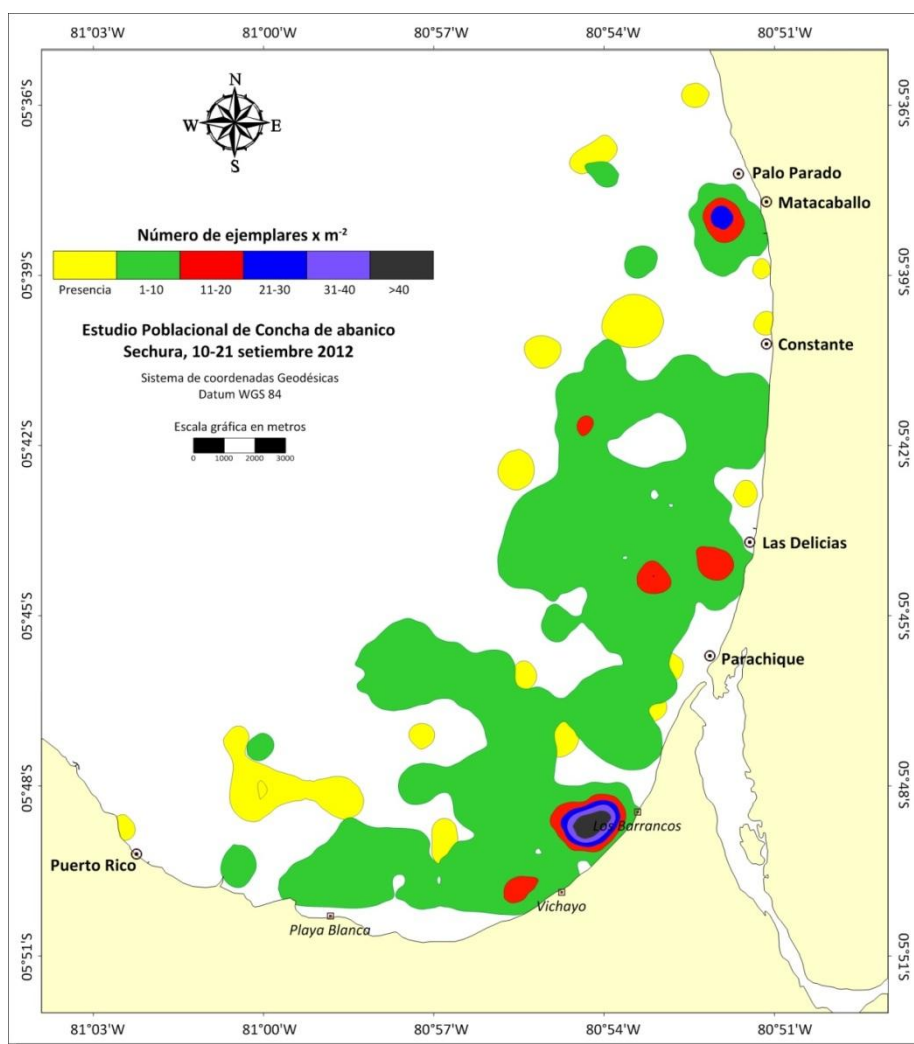 81°03'W 81°00'W 80°57'W 80°54'W 80°51'W
05°36'S 05°36'S
N
W E
S
Palo Parado
Matacaballo
Número de ejemplares x m-2
Presencia 1-10 11-20 21-30 31-40 >40
05°39'S 05°39'S
Estudio Poblacional de Concha de abanico
Sechura, 10-21 setiembre 2012
Constante
Sistema de coordenadas Geodésicas
Datum WGS 84
Escala gráfica en metros
0 1000 1000 2000 3000
05°42'S 05°42'S
Las Delicias
05°45'S 05°45'S
Parachique
05°48'S 05°48'S
Los Barrancos
Puerto Rico
Vichayo
Playa Blanca
05°51'S 05°51'S
81°03'W 81°00'W 80°57'W 80°54'W 80°51'W